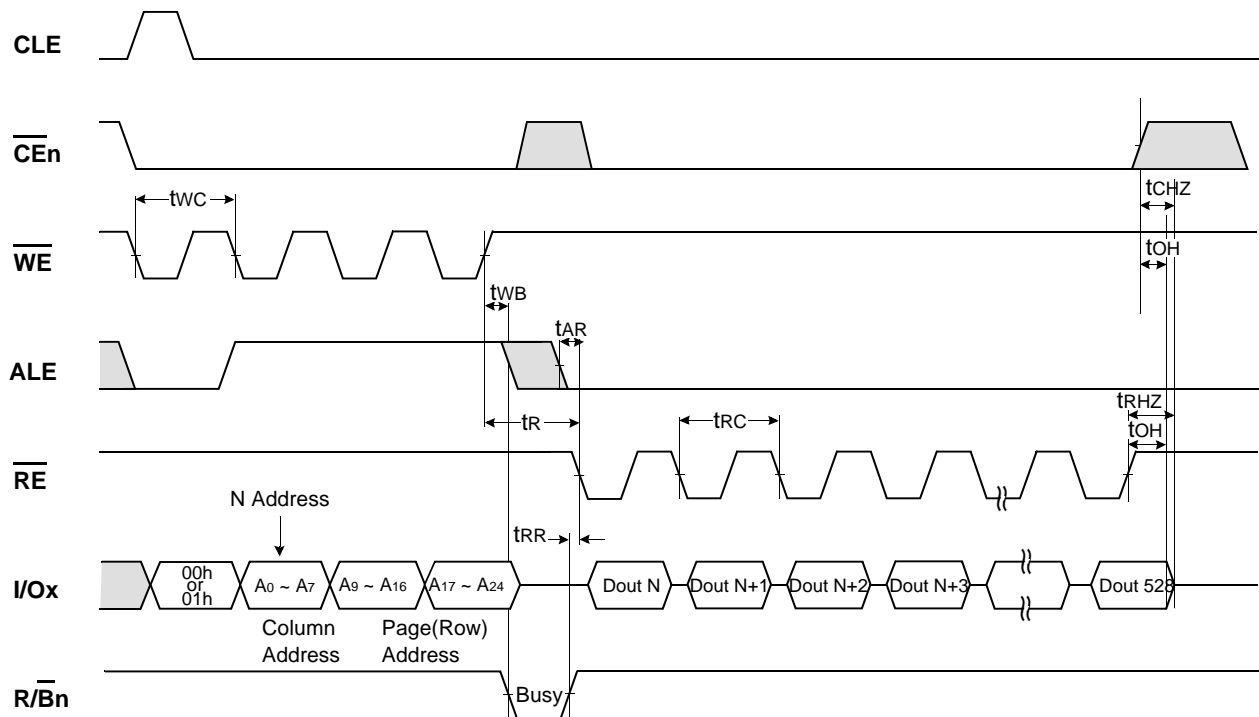 CLE
CEn
tCHZ
tWC
WE
tOH
tWB
tAR
ALE
tRHZ
tR
tRC
tOH
RE
N Address
tRR
I/Ox
00h
or
01h
A0 ~ A7
A9 ~ A16
A17 ~ A24
Dout N
Dout N+1
Dout N+2
Dout N+3
Dout 528
Column
Address
Page(Row)
Address
R/Bn
Busy